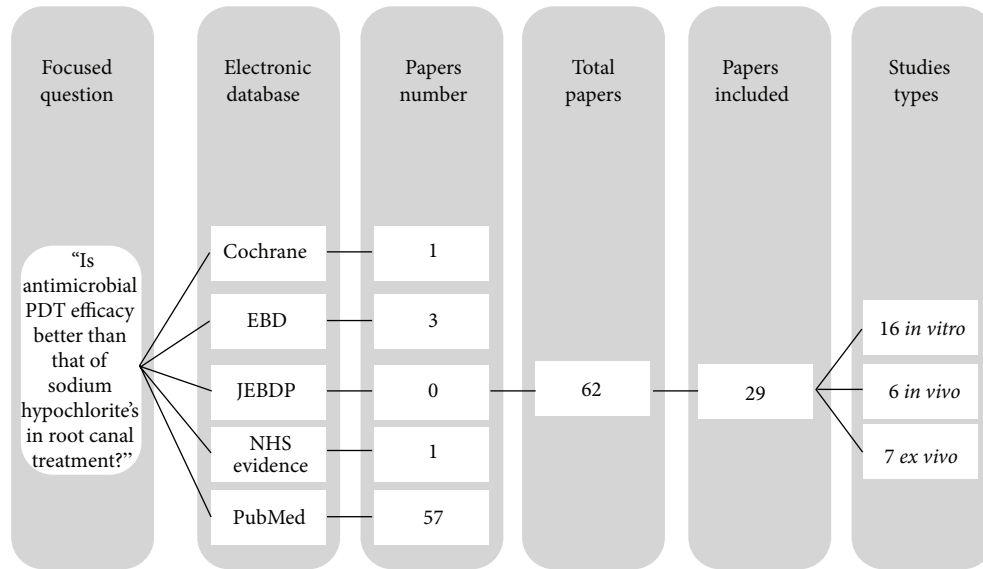 Focused
question
Electronic
database
Papers
number
Total
papers
Papers
included
Studies
types
“Is
antimicrobial
PDT efficacy
better than
that of
sodium
hypochlorite’s
in root canal
treatment?”
Cochrane
1
EBD
3
JEBDP
0
NHS
evidence
1
PubMed
57
62
29
16 in vitro
6 in vivo
7 ex vivo